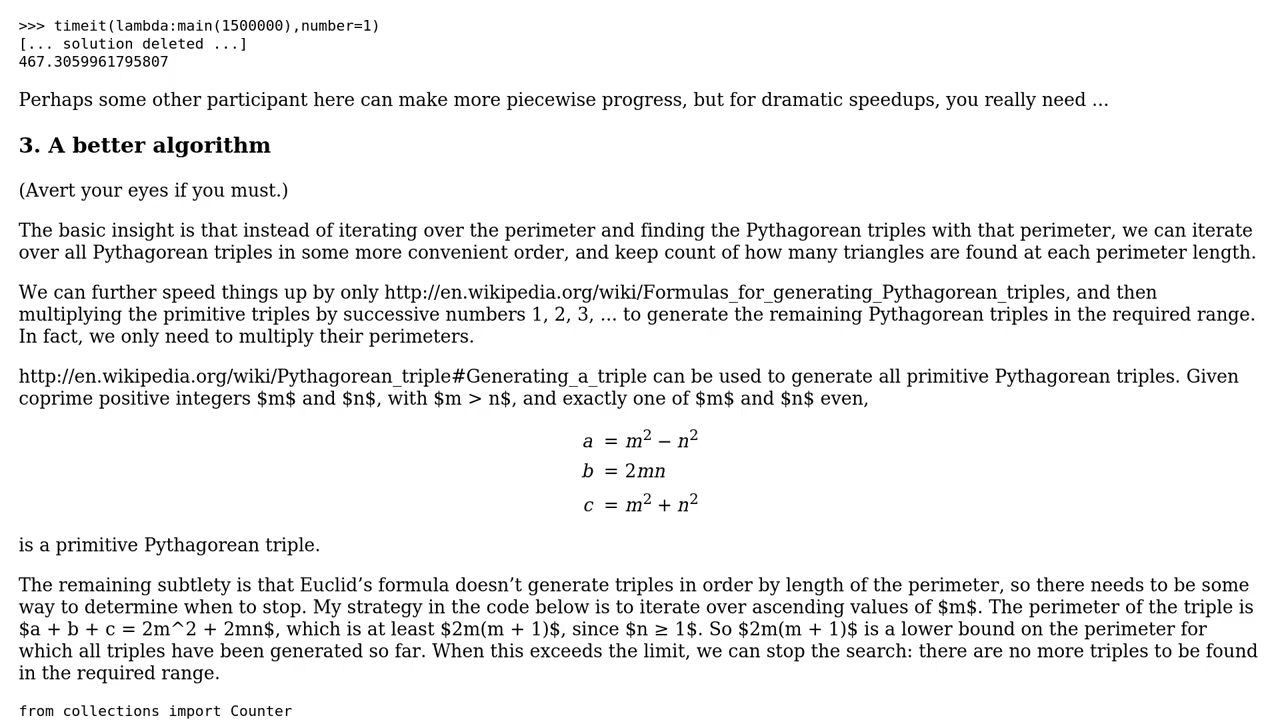 >>> timeit(lambda:main(1500000),number=1)
[... solution deleted ...]
467.3059961795807
Perhaps some other participant here can make more piecewise progress, but for dramatic speedups, you really need ...
3. A better algorithm
(Avert your eyes if you must.)
The basic insight is that instead of iterating over the perimeter and finding the Pythagorean triples with that perimeter, we can iterate
over all Pythagorean triples in some more convenient order, and keep count of how many triangles are found at each perimeter length.
We can further speed things up by only http://en.wikipedia.org/wiki/Formulas_for_generating_Pythagorean_triples, and then
multiplying the primitive triples by successive numbers 1, 2, 3, ... to generate the remaining Pythagorean triples in the required range.
In fact, we only need to multiply their perimeters.
http://en.wikipedia.org/wiki/Pythagorean_triple#Generating_a_triple can be used to generate all primitive Pythagorean triples. Given
coprime positive integers $m$ and $n$, with $m > n$, and exactly one of $m$ and $n$ even,
a = m² − n²
b = 2mn
c = m² + n²
is a primitive Pythagorean triple.
The remaining subtlety is that Euclid’s formula doesn’t generate triples in order by length of the perimeter, so there needs to be some
way to determine when to stop. My strategy in the code below is to iterate over ascending values of $m$. The perimeter of the triple is
$a + b + c = 2m^2 + 2mn$, which is at least $2m(m + 1)$, since $n ≥ 1$. So $2m(m + 1)$ is a lower bound on the perimeter for
which all triples have been generated so far. When this exceeds the limit, we can stop the search: there are no more triples to be found
in the required range.
from collections import Counter